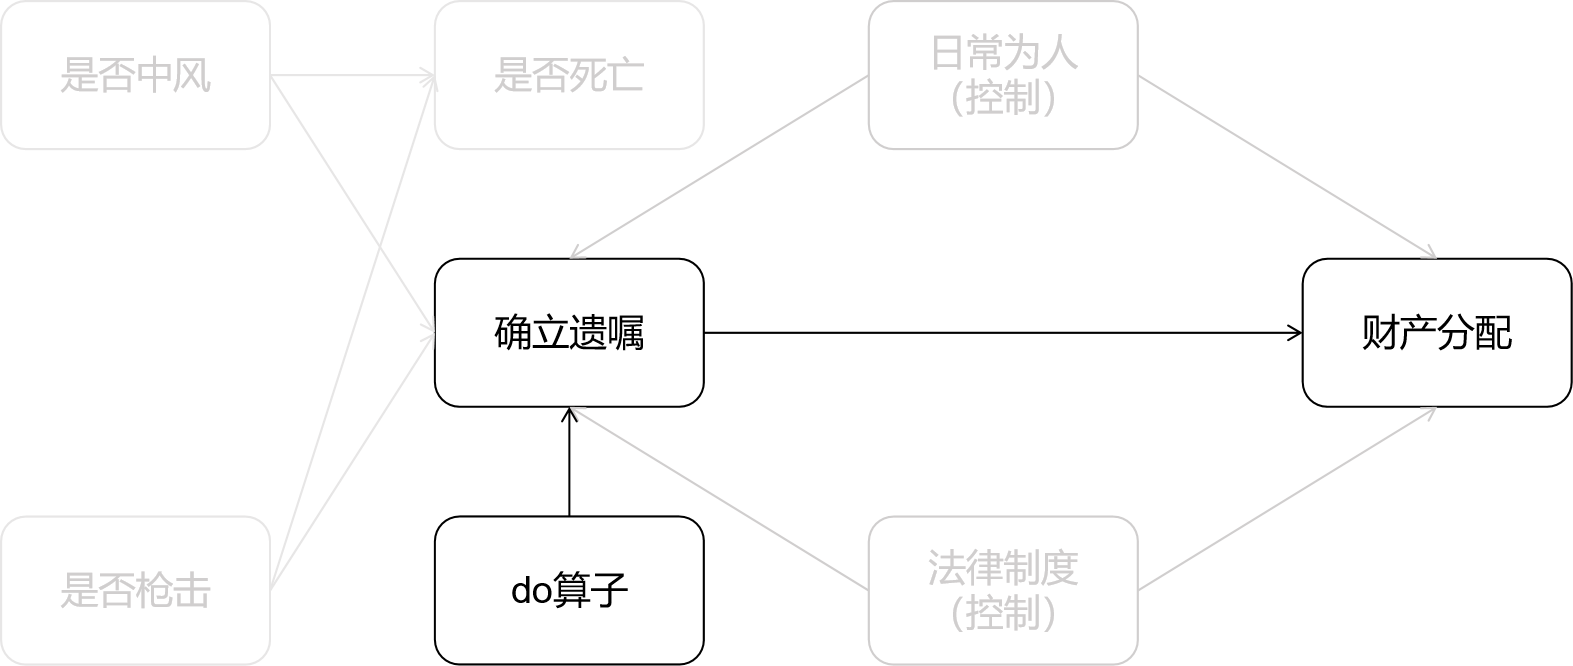 是否中风
是否死亡
日常为人
（控制）
确立遗嘱
财产分配
是否枪击
do算子
法律制度
（控制）